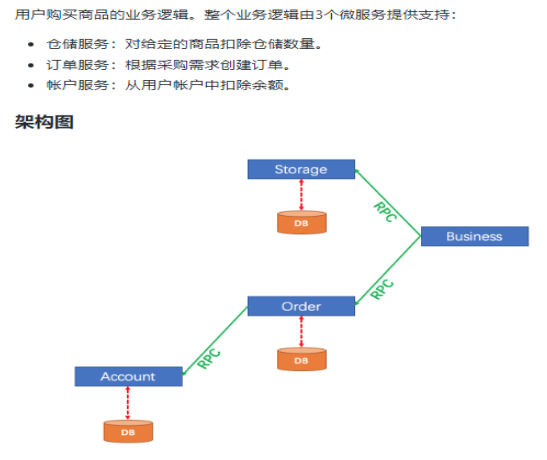 用户购买商品的业务逻辑。整个业务逻辑由3个微服务提供支持：
• 仓储服务：对给定的商品扣除仓储数量。
• 订单服务：根据采购需求创建订单。
• 帐户服务：从用户帐户中扣除余额。
架构图
Storage
RPC
DB
Business
RPC
Order
RPC
DB
Account
DB